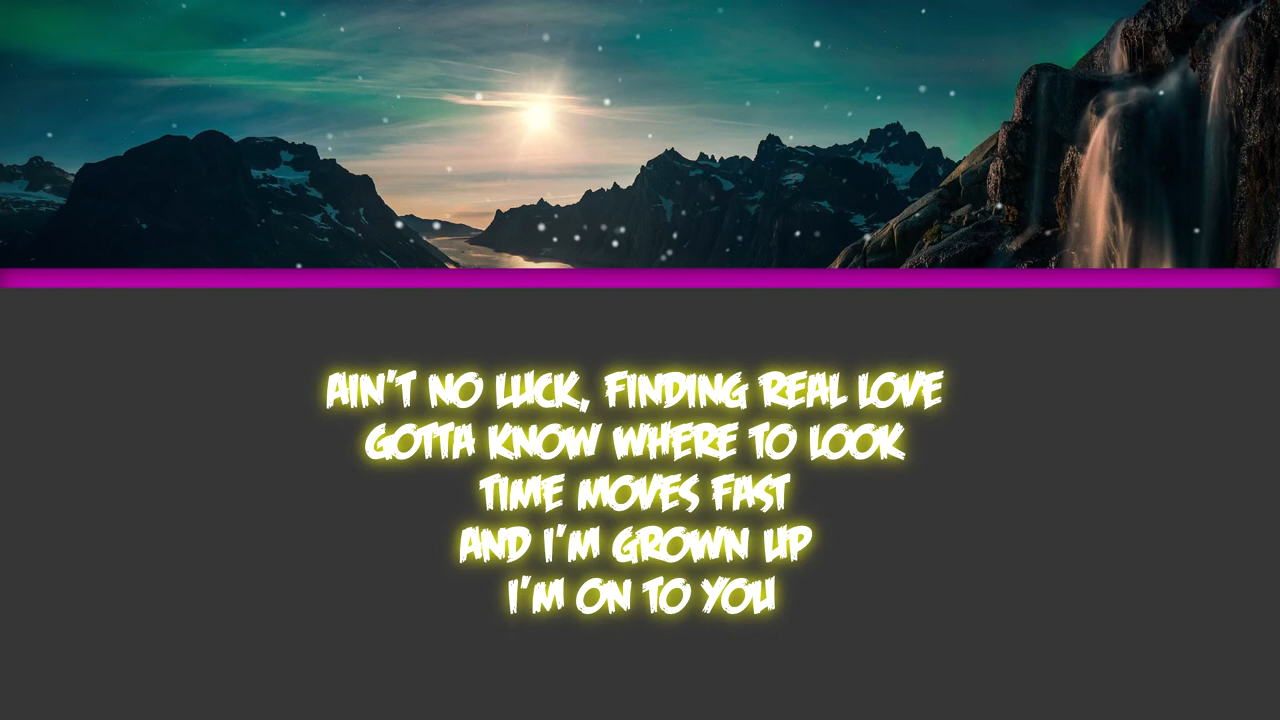 AIN'T NO LUCK, FINDING REAL LOVE
GOTTA KNOW WHERE TO LOOK
TIME MOVES FAST
AND I'M GROWN UP
I'M ON TO YOU